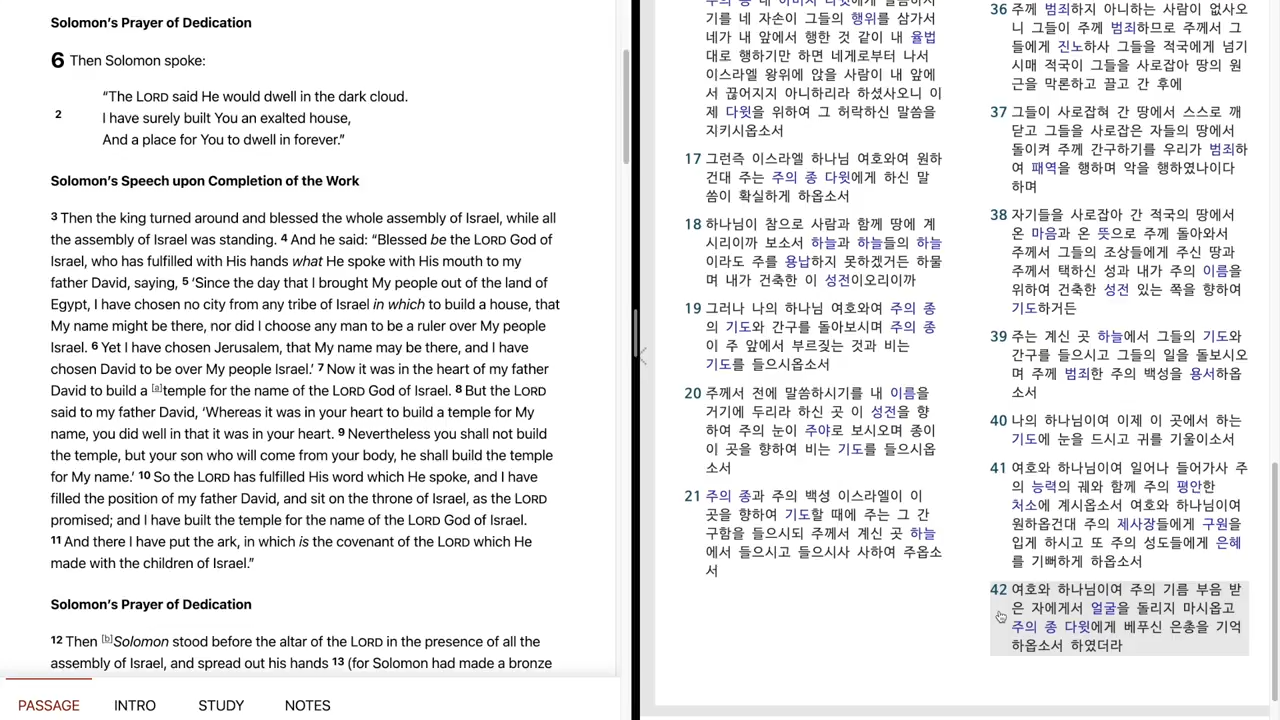 Solomon's Prayer of Dedication
6 Then Solomon spoke:
“The LORD said He would dwell in the dark cloud.
2 I have surely built You an exalted house,
And a place for You to dwell in forever.”
Solomon's Speech upon Completion of the Work
3 Then the king turned around and blessed the whole assembly of Israel, while all
the assembly of Israel was standing. 4 And he said: “Blessed be the LORD God of
Israel, who has fulfilled with His hands what He spoke with His mouth to my
father David, saying, 5 ‘Since the day that I brought My people out of the land of
Egypt, I have chosen no city from any tribe of Israel in which to build a house, that
My name might be there, nor did I choose any man to be a ruler over My people
Israel. 6 Yet I have chosen Jerusalem, that My name may be there, and I have
chosen David to be over My people Israel.’ 7 Now it was in the heart of my father
David to build a [a]temple for the name of the LORD God of Israel. 8 But the LORD
said to my father David, ‘Whereas it was in your heart to build a temple for My
name, you did well in that it was in your heart. 9 Nevertheless you shall not build
the temple, but your son who will come from your body, he shall build the temple
for My name.’ 10 So the LORD has fulfilled His word which He spoke, and I have
filled the position of my father David, and sit on the throne of Israel, as the LORD
promised; and I have built the temple for the name of the LORD God of Israel.
11 And there I have put the ark, in which is the covenant of the LORD which He
made with the children of Israel.”
Solomon's Prayer of Dedication
12 Then [b]Solomon stood before the altar of the LORD in the presence of all the
assembly of Israel, and spread out his hands 13 (for Solomon had made a bronze
PASSAGE INTRO STUDY NOTES
기를 네 자손이 그들의 행위를 삼가서
네가 내 앞에서 행한 것 같이 내 율법
대로 행하기만 하면 네게로부터 나서
이스라엘 왕위에 앉을 사람이 내 앞에
서 끊어지지 아니하리라 하셨사오니 이
제 다윗을 위하여 그 허락하신 말씀을
지키시옵소서
17 그런즉 이스라엘 하나님 여호와여 원하
건대 주는 주의 종 다윗에게 하신 말
씀이 확실하게 하옵소서
18 하나님이 참으로 사람과 함께 땅에 계
시리이까 보소서 하늘과 하늘들의 하늘
이라도 주를 용납하지 못하겠거든 하물
며 내가 건축한 이 성전이오리이까
19 그러나 나의 하나님 여호와여 주의 종
의 기도와 간구를 돌아보시며 주의 종
이 주 앞에서 부르짖는 것과 비는
기도를 들으시옵소서
20 주께서 전에 말씀하시기를 내 이름을
거기에 두리라 하신 곳 이 성전을 향
하여 주의 눈이 주야로 보시오며 종이
이 곳을 향하여 비는 기도를 들으시옵
소서
21 주의 종과 주의 백성 이스라엘이 이
곳을 향하여 기도할 때에 주는 그 간
구함을 들으시되 주께서 계신 곳 하늘
에서 들으시고 들으시사 사하여 주옵소
서
36 주께 범죄하지 아니하는 사람이 없사오
니 그들이 주께 범죄하므로 주께서 그
들에게 진노하사 그들을 적국에게 넘기
시매 적국이 그들을 사로잡아 땅의 원
근을 막론하고 끌고 간 후에
37 그들이 사로잡혀 간 땅에서 스스로 깨
닫고 그들을 사로잡은 자들의 땅에서
돌이켜 주께 간구하기를 우리가 범죄하
여 패역을 행하며 악을 행하였나이다
하며
38 자기들을 사로잡아 간 적국의 땅에서
온 마음과 온 뜻으로 주께 돌아와서
주께서 그들의 조상들에게 주신 땅과
주께서 택하신 성과 내가 주의 이름을
위하여 건축한 성전 있는 쪽을 향하여
기도하거든
39 주는 계신 곳 하늘에서 그들의 기도와
간구를 들으시고 그들의 일을 돌보시오
며 주께 범죄한 주의 백성을 용서하옵
소서
40 나의 하나님이여 이제 이 곳에서 하는
기도에 눈을 드시고 귀를 기울이소서
41 여호와 하나님이여 일어나 들어가사 주
의 능력의 궤와 함께 주의 평안한
처소에 계시옵소서 여호와 하나님이여
원하옵건대 주의 제사장들에게 구원을
입게 하시고 또 주의 성도들에게 은혜
를 기뻐하게 하옵소서
42 여호와 하나님이여 주의 기름 부음 받
은 자에게서 얼굴을 돌리지 마시옵고
주의 종 다윗에게 베푸신 은총을 기억
하옵소서 하였더라